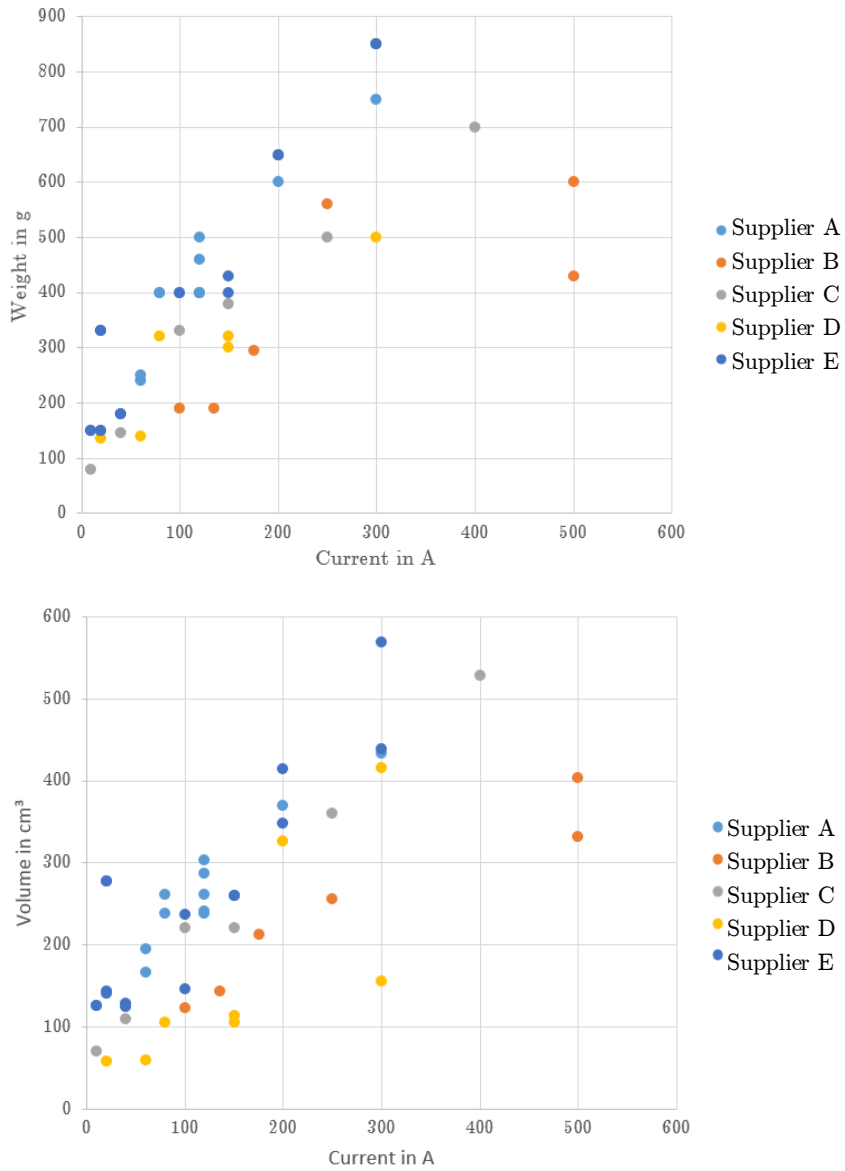 900
800
700
600
500
400
300
200
100
0
Weight in g
0 100 200 300 400 500 600
Current in A
Supplier A
Supplier B
Supplier C
Supplier D
Supplier E
600
500
400
300
200
100
0
Volume in cm³
0 100 200 300 400 500 600
Current in A
Supplier A
Supplier B
Supplier C
Supplier D
Supplier E